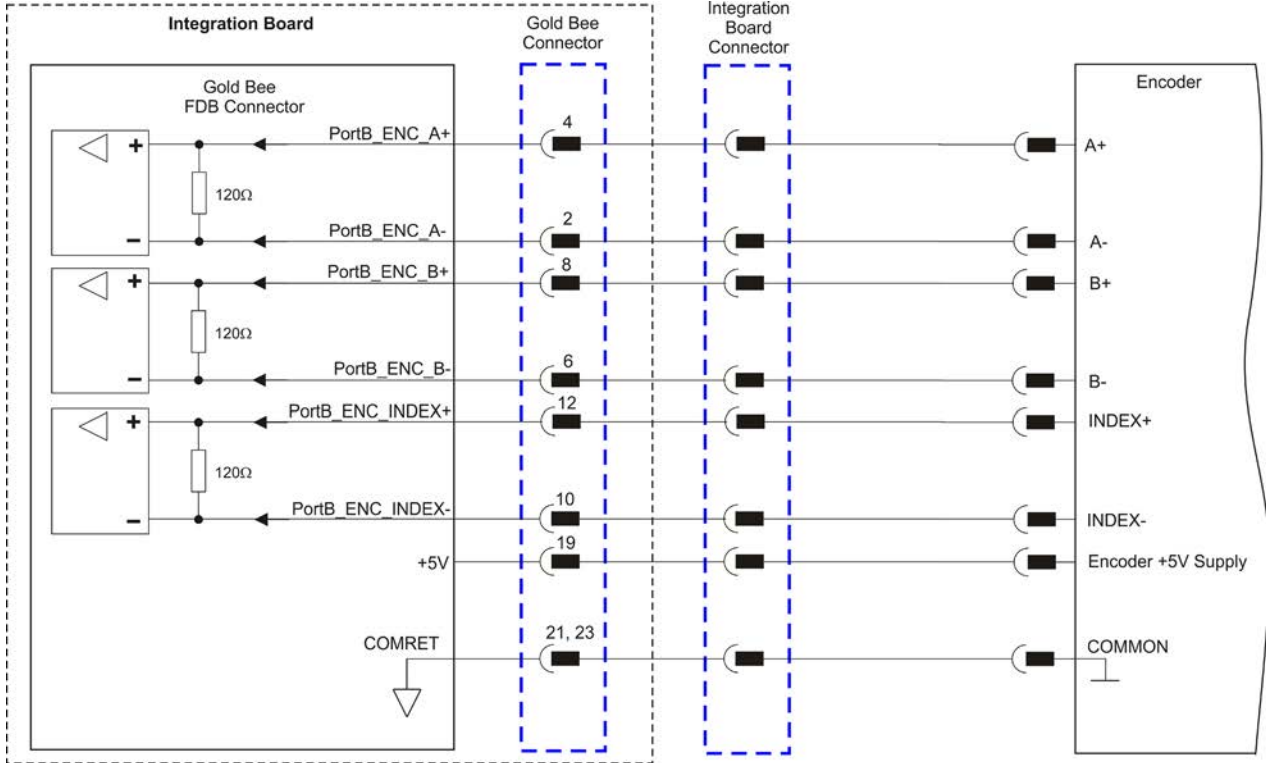 Integration Board
Gold Bee
Connector
Integration
Board
Connector
Gold Bee
FDB Connector
Encoder
+
PortB_ENC_A+
4
A+
120Ω
-
PortB_ENC_A-
2
A-
+
PortB_ENC_B+
8
B+
120Ω
-
PortB_ENC_B-
6
B-
+
PortB_ENC_INDEX+
12
INDEX+
120Ω
-
PortB_ENC_INDEX-
10
INDEX-
+5V
19
Encoder +5V Supply
COMRET
21, 23
COMMON